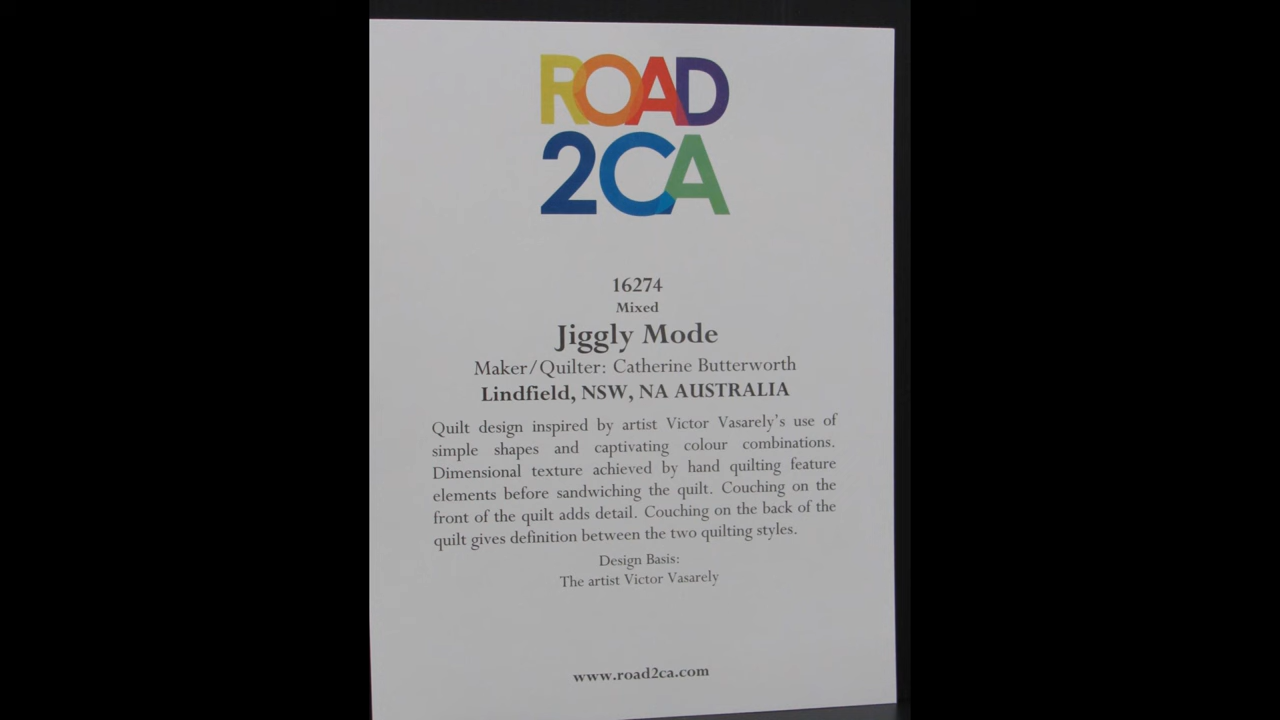 ROAD
2CA
16274
Mixed
Jiggly Mode
Maker/Quilter: Catherine Butterworth
Lindfield, NSW, NA AUSTRALIA
Quilt design inspired by artist Victor Vasarely's use of
simple shapes and captivating colour combinations.
Dimensional texture achieved by hand quilting feature
elements before sandwiching the quilt. Couching on the
front of the quilt adds detail. Couching on the back of the
quilt gives definition between the two quilting styles.
Design Basis:
The artist Victor Vasarely
www.road2ca.com